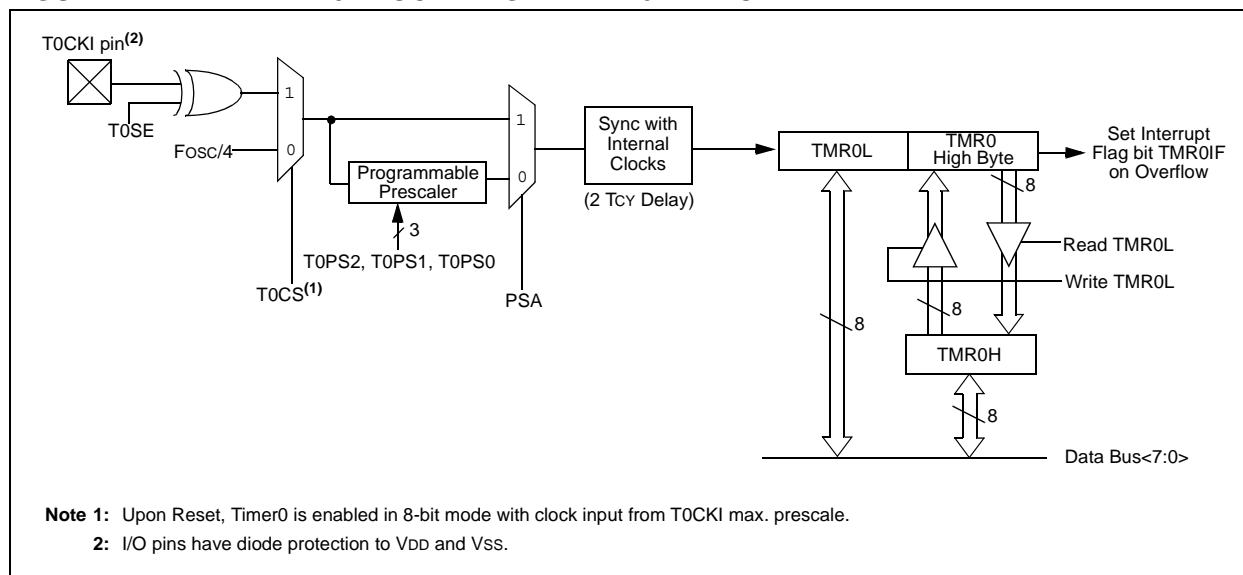 T0CKI pin(2)
T0SE
FOSC/4
1
0
T0CS(1)
Programmable
Prescaler
3
T0PS2, T0PS1, T0PS0
1
0
PSA
Sync with
Internal
Clocks
(2 TCY Delay)
TMR0L
TMR0
High Byte
Set Interrupt
Flag bit TMR0IF
on Overflow
8
Read TMR0L
Write TMR0L
8
8
TMR0H
8
Data Bus<7:0>
Note 1: Upon Reset, Timer0 is enabled in 8-bit mode with clock input from T0CKI max. prescale.
2: I/O pins have diode protection to VDD and VSS.